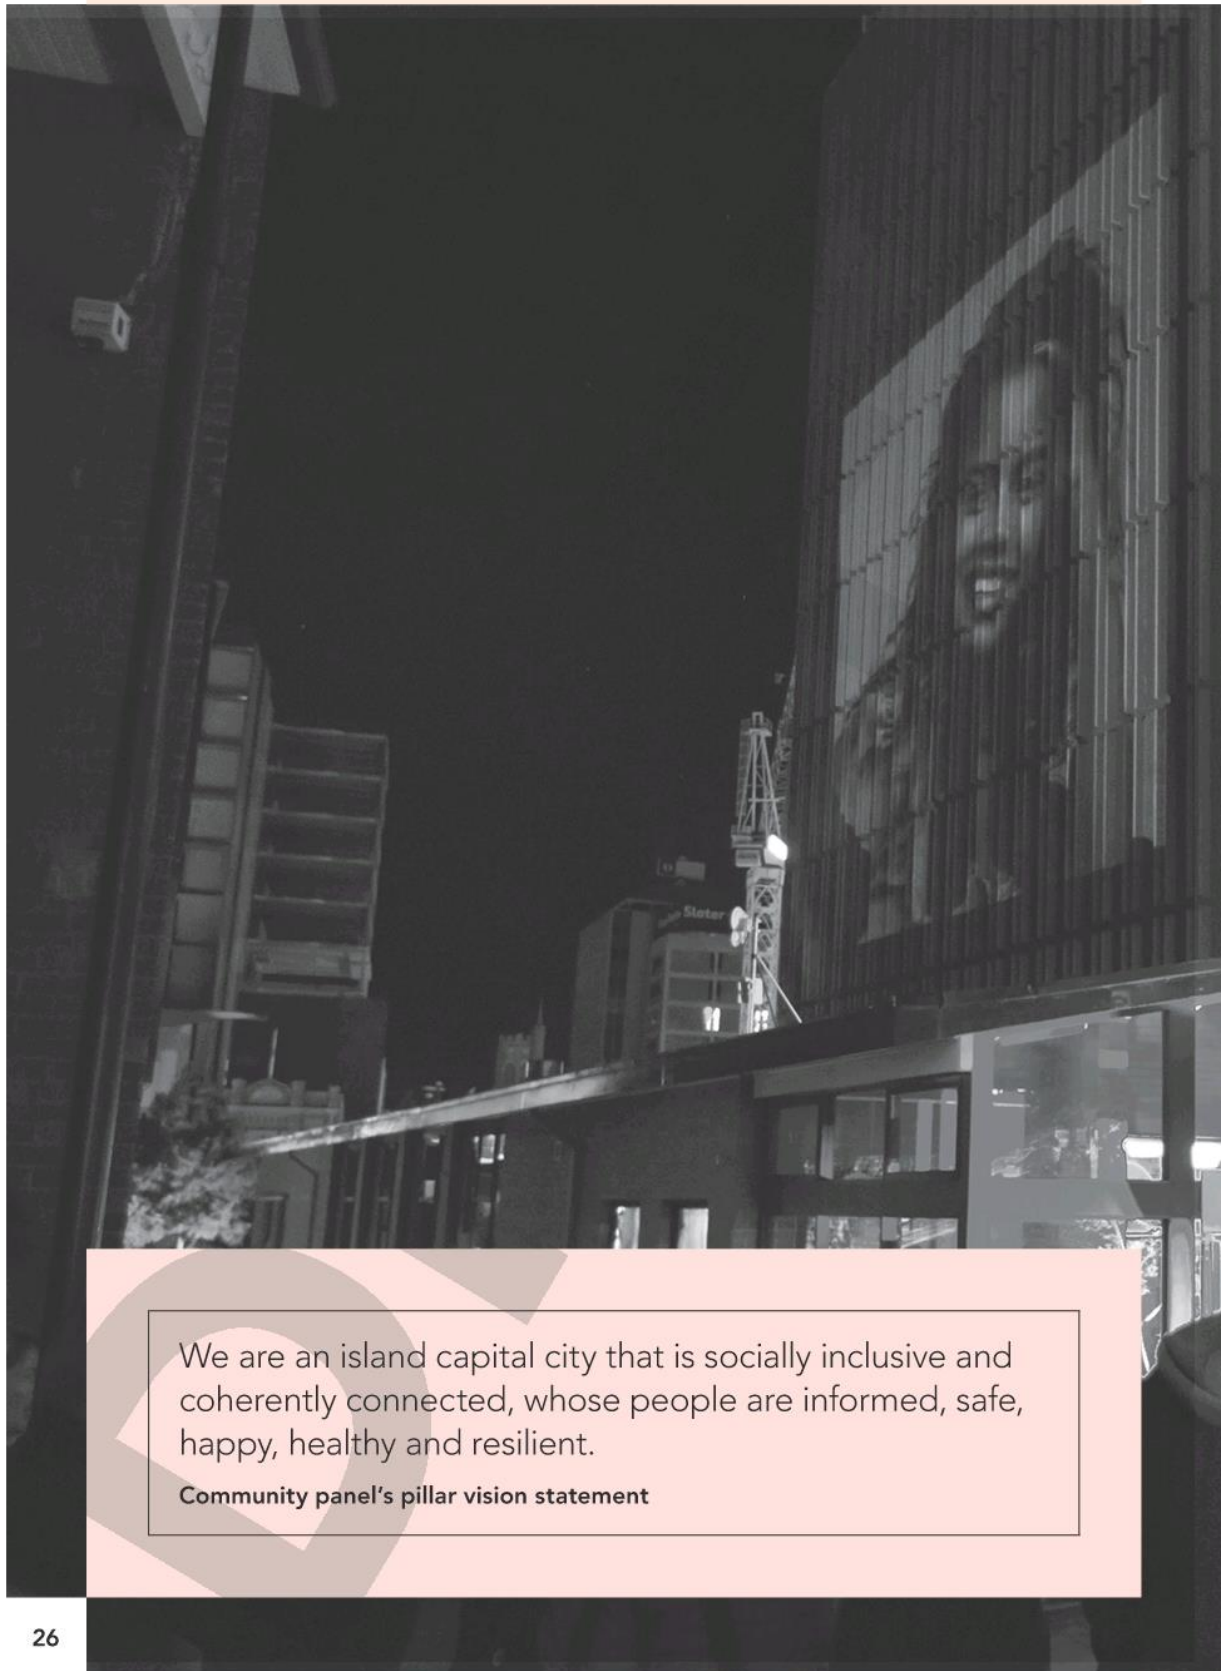 Slater
We are an island capital city that is socially inclusive and
coherently connected, whose people are informed, safe,
happy, healthy and resilient.
Community panel's pillar vision statement
26